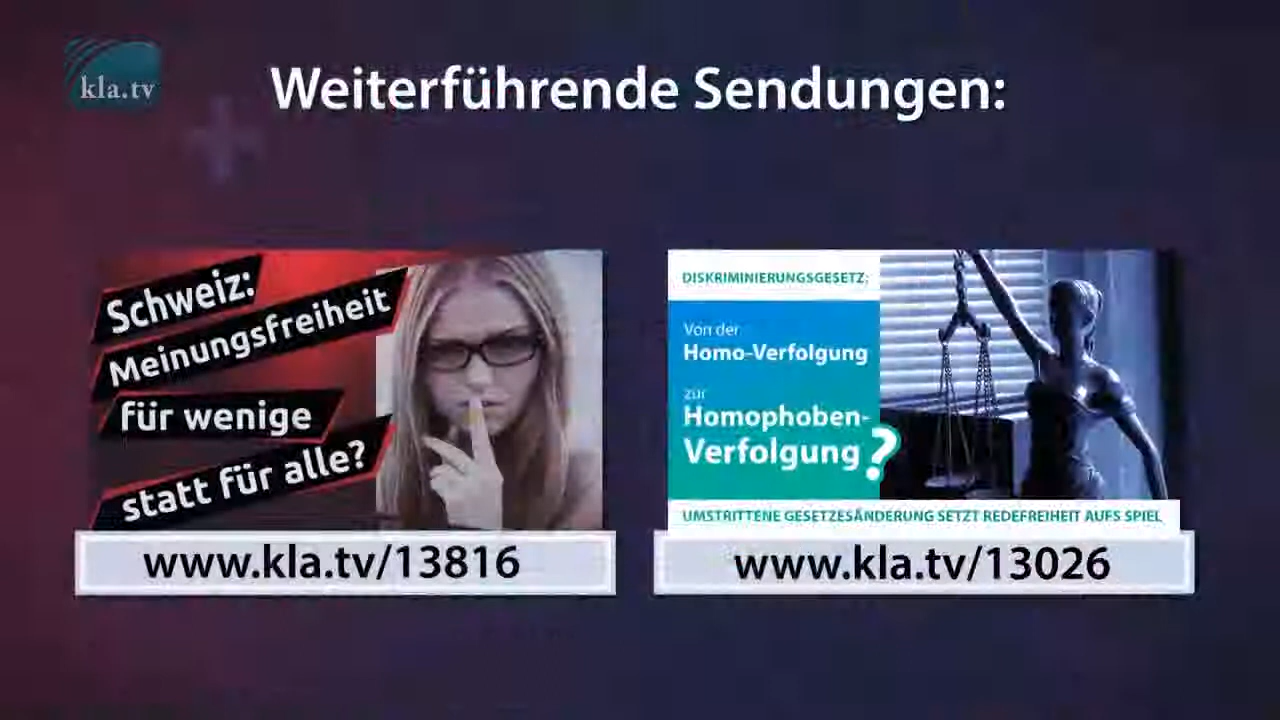 kla.tv
Weiterführende Sendungen:
Schweiz:
Meinungsfreiheit
für wenige
statt für alle?
www.kla.tv/13816
DISKRIMINIERUNGSGESETZ:
Von der
Homo-Verfolgung
zur
Homophoben-
Verfolgung?
UMSTRITTENE GESETZESÄNDERUNG SETZT REDEFREIHEIT AUFS SPIEL
www.kla.tv/13026